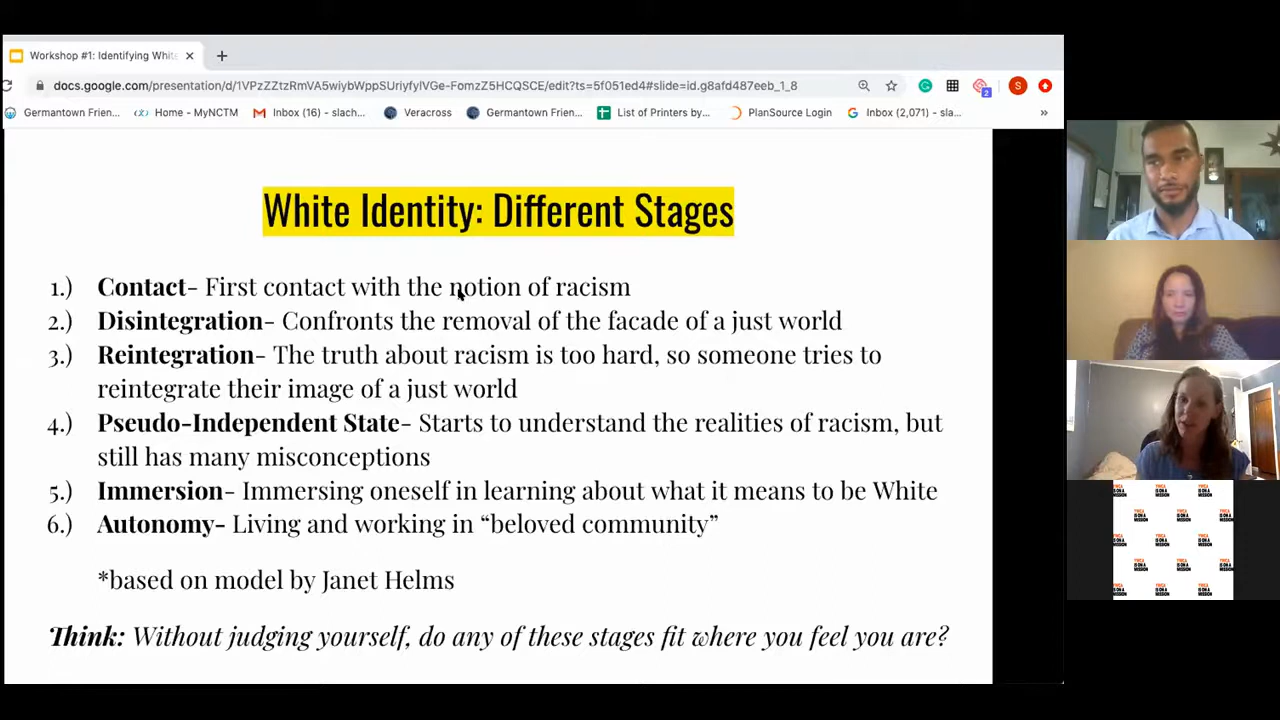 Workshop #1: Identifying White
docs.google.com/presentation/d/1VPzZZtzRmVA5wiybWppSUriyfylVGe-FomzZ5HCQSCE/edit?ts=5f051ed4#slide=id.g8afd487eeb_1_8
2
S
Germantown Frien...
Home - MyNCTM
Inbox (16) - slach...
Veracross
Germantown Frien...
List of Printers by...
PlanSource Login
Inbox (2,071) - sla...
»
White Identity: Different Stages
1.) Contact- First contact with the notion of racism
2.) Disintegration- Confronts the removal of the facade of a just world
3.) Reintegration- The truth about racism is too hard, so someone tries to
reintegrate their image of a just world
4.) Pseudo-Independent State- Starts to understand the realities of racism, but
still has many misconceptions
5.) Immersion- Immersing oneself in learning about what it means to be White
6.) Autonomy- Living and working in “beloved community”
*based on model by Janet Helms
Think: Without judging yourself, do any of these stages fit where you feel you are?
YWCA
IS ON A
MISSION